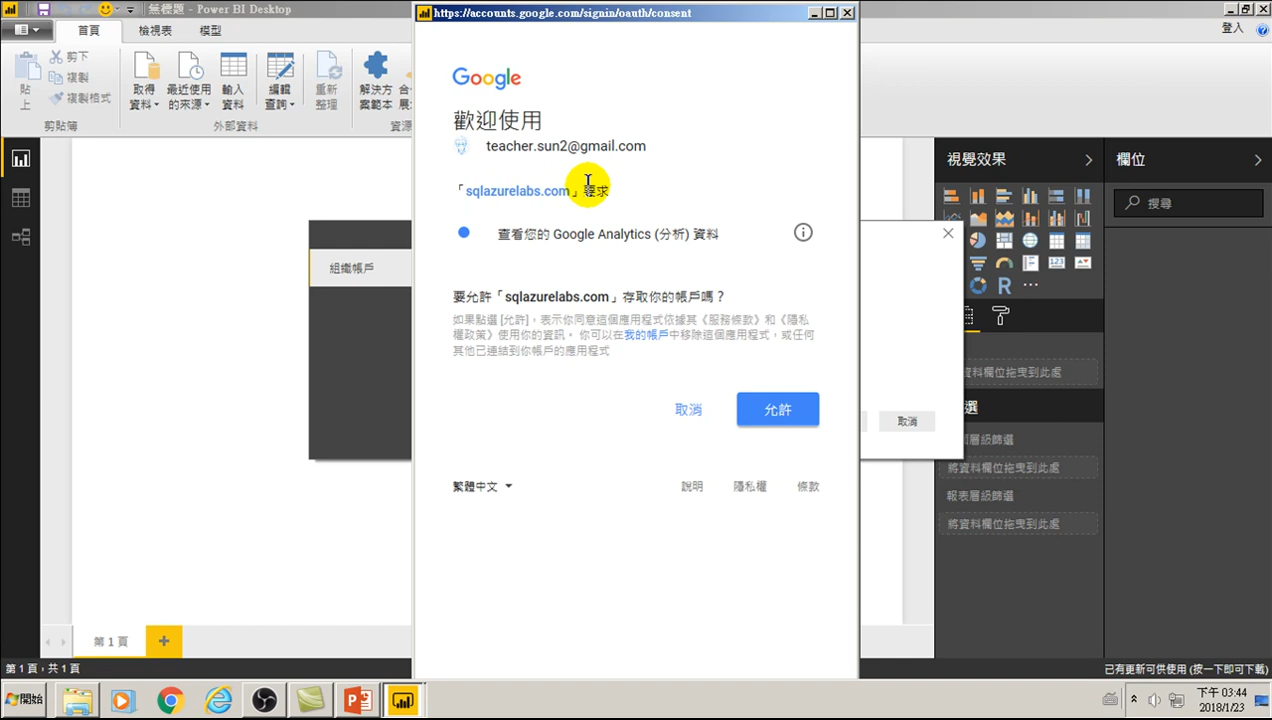 無標題 - Power BI Desktop
https://accounts.google.com/signin/oauth/consent
首頁
檢視表
模型
登入
剪下
複製
複製格式
貼上
剪貼簿
取得資料
最近使用的來源
輸入資料
編輯查詢
外部資料
重新整理
解決方案範本
資源
Google
歡迎使用
teacher.sun2@gmail.com
「sqlazurelabs.com」要求
查看您的 Google Analytics (分析) 資料
要允許「sqlazurelabs.com」存取你的帳戶嗎？
如果點選 [允許]，表示你同意這個應用程式依據其《服務條款》和《隱私
權政策》使用你的資訊。 你可以在我的帳戶中移除這個應用程式，或任何
其他已連結到你帳戶的應用程式
取消
允許
繁體中文
說明
隱私權
條款
組織帳戶
取消
視覺效果
欄位
搜尋
資料欄位拖曳到此處
選
面層級篩選
將資料欄位拖曳到此處
報表層級篩選
將資料欄位拖曳到此處
第 1 頁
第 1 頁，共 1 頁
已有更新可供使用 (按一下即可下載)
開始
下午 03:44
2018/1/23